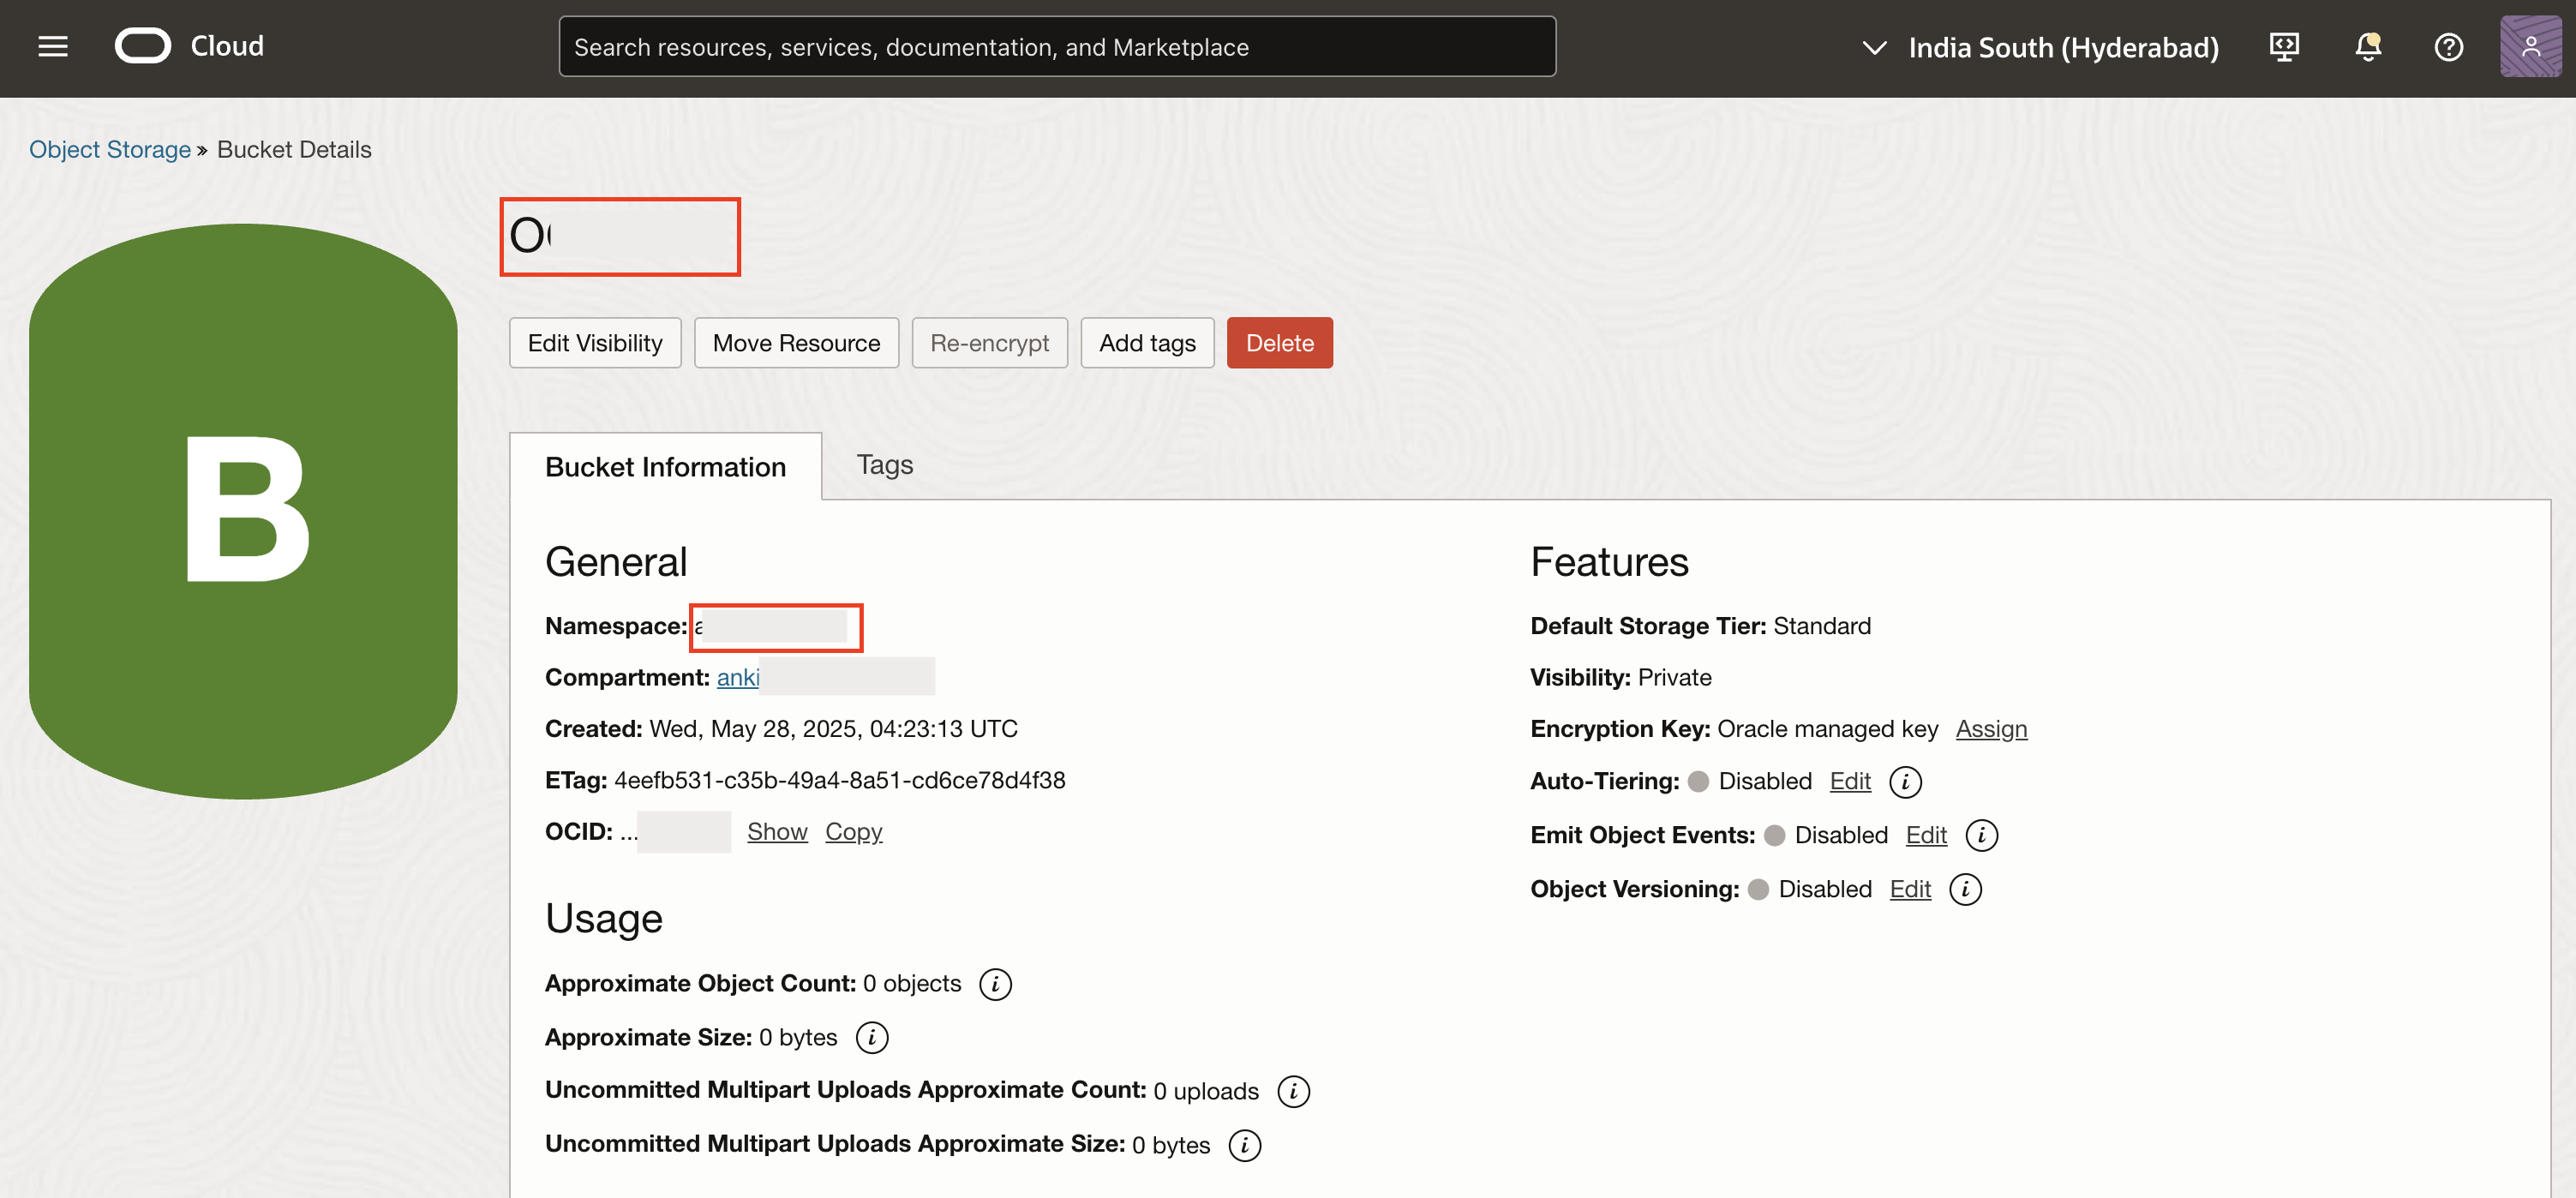 Cloud
Search resources, services, documentation, and Marketplace
India South (Hyderabad)
Object Storage » Bucket Details
B
Edit Visibility
Move Resource
Re-encrypt
Add tags
Delete
Bucket Information
Tags
General
Namespace:
Compartment:
Created: Wed, May 28, 2025, 04:23:13 UTC
ETag: 4eefb531-c35b-49a4-8a51-cd6ce78d4f38
OCID: ... Show Copy
Usage
Approximate Object Count: 0 objects
Approximate Size: 0 bytes
Uncommitted Multipart Uploads Approximate Count: 0 uploads
Uncommitted Multipart Uploads Approximate Size: 0 bytes
Features
Default Storage Tier: Standard
Visibility: Private
Encryption Key: Oracle managed key Assign
Auto-Tiering: Disabled Edit
Emit Object Events: Disabled Edit
Object Versioning: Disabled Edit